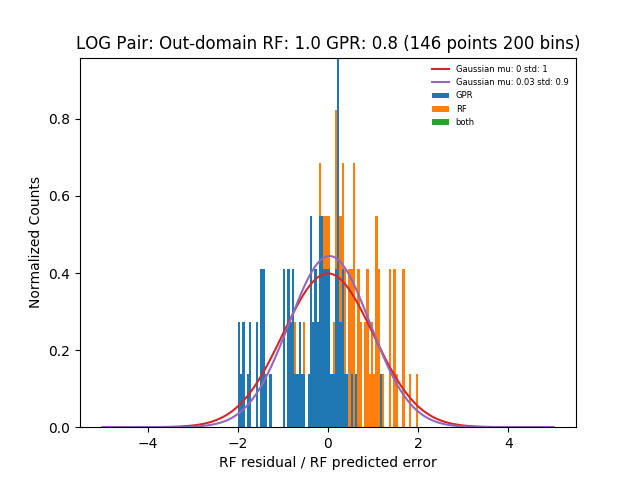 LOG Pair: Out-domain RF: 1.0 GPR: 0.8 (146 points 200 bins)
Gaussian mu: 0 std: 1
Gaussian mu: 0.03 std: 0.9
GPR
RF
both
Normalized Counts
0.8
0.6
0.4
0.2
0.0
−4
−2
0
2
4
RF residual / RF predicted error